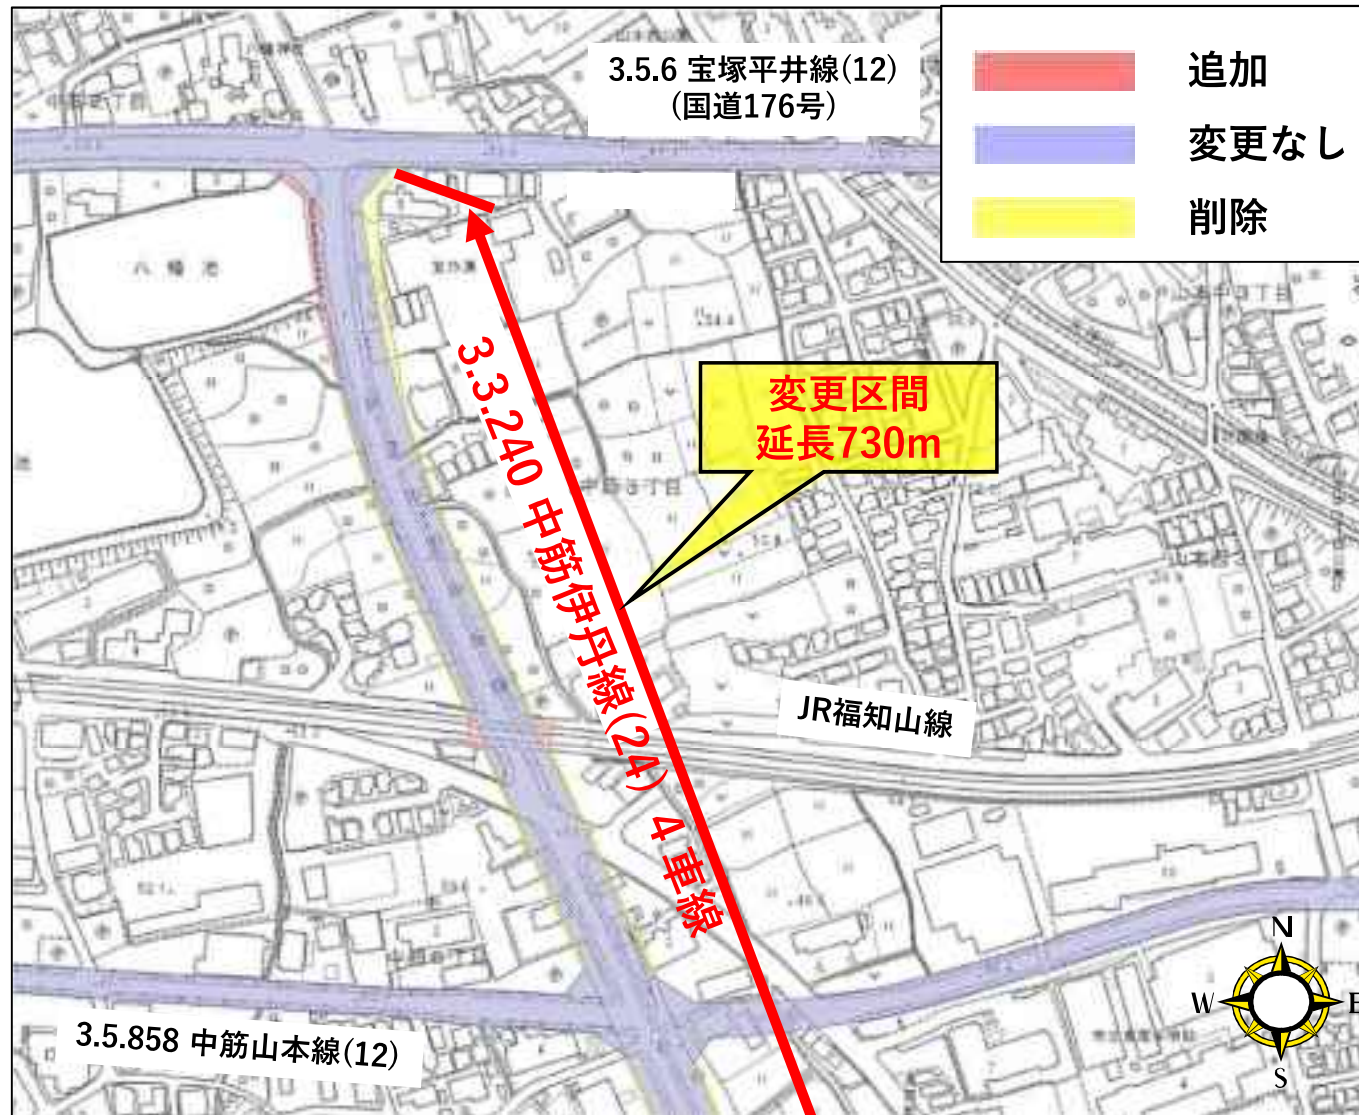 3.5.6 宝塚平井線(12)
(国道176号)
追加
変更なし
削除
八幡池
変更区間
延長730m
3.3.240 中筋伊丹線(24) 4車線
JR福知山線
3.5.858 中筋山本線(12)
N
W
E
S